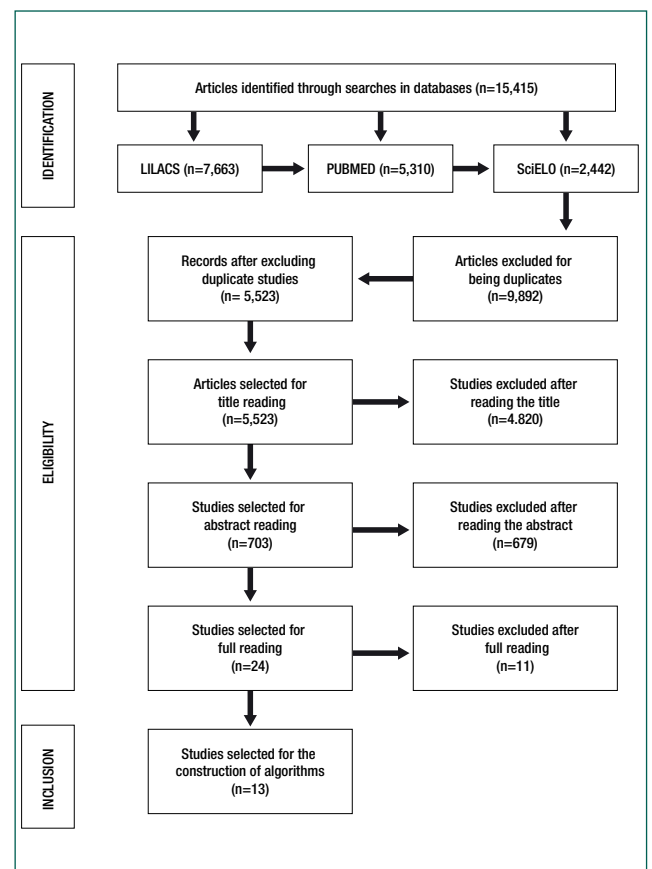 IDENTIFICATION
Articles identified through searches in databases (n=15,415)
LILACS (n=7,663)
PUBMED (n=5,310)
SciELO (n=2,442)
ELIGIBILITY
Records after excluding
duplicate studies
(n= 5,523)
Articles excluded for
being duplicates
(n=9,892)
Articles selected for
title reading
(n=5,523)
Studies excluded after
reading the title
(n=4.820)
Studies selected for
abstract reading
(n=703)
Studies excluded after
reading the abstract
(n=679)
Studies selected for
full reading
(n=24)
Studies excluded after
full reading
(n=11)
INCLUSION
Studies selected for the
construction of algorithms
(n=13)